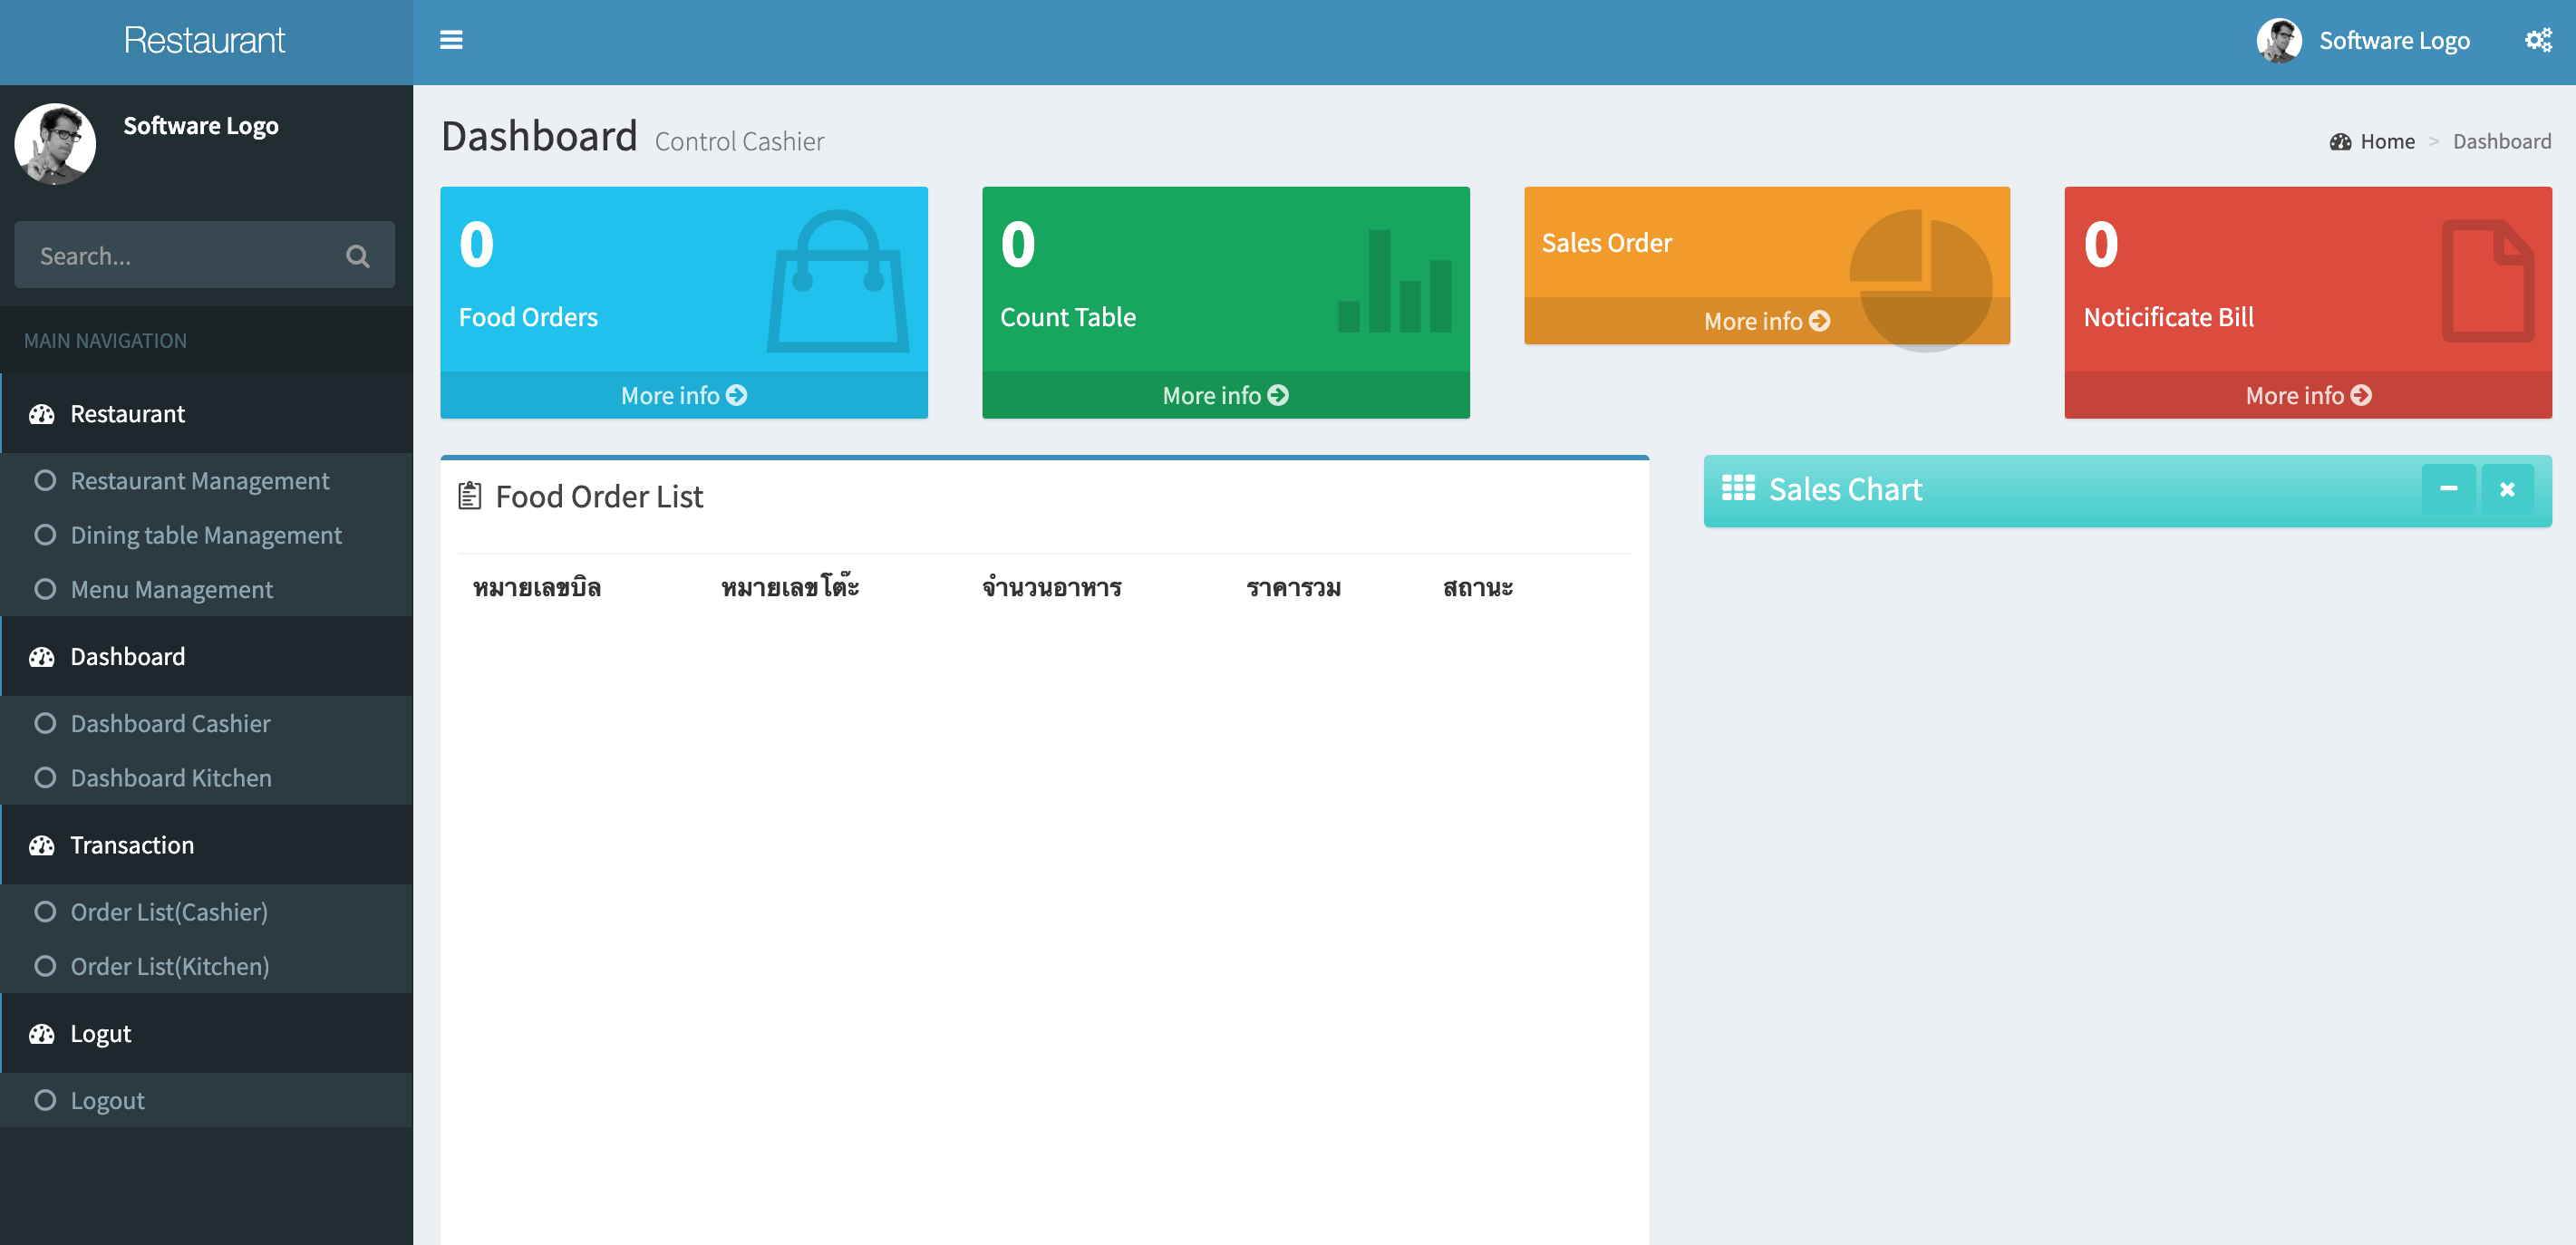 Restaurant
Software Logo
Software Logo
Search...
MAIN NAVIGATION
Restaurant
Restaurant Management
Dining table Management
Menu Management
Dashboard
Dashboard Cashier
Dashboard Kitchen
Transaction
Order List(Cashier)
Order List(Kitchen)
Logut
Logout
Dashboard Control Cashier
Home > Dashboard
0
Food Orders
More info
0
Count Table
More info
Sales Order
More info
0
Noticificate Bill
More info
Food Order List
หมายเลขบิล หมายเลขโต๊ะ จำนวนอาหาร ราคารวม สถานะ
Sales Chart